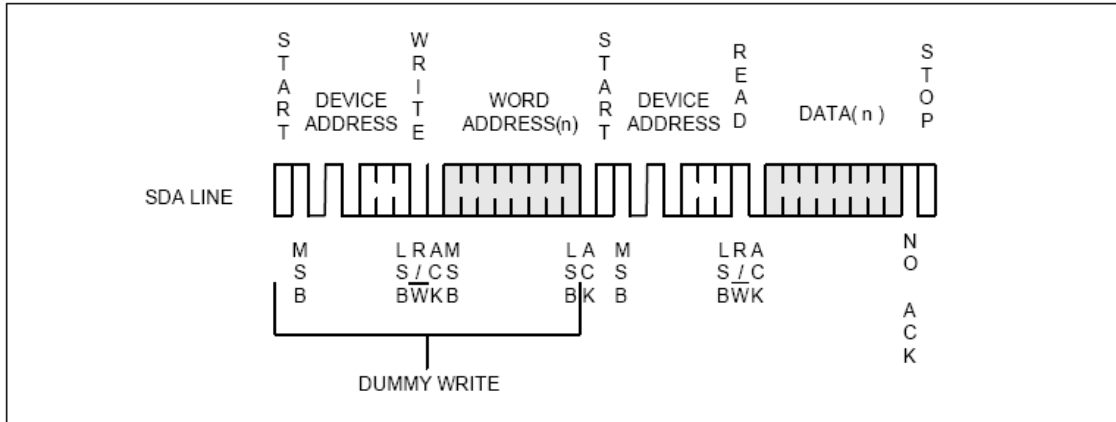 START
DEVICE
ADDRESS
WRITE
WORD
ADDRESS(n)
START
DEVICE
ADDRESS
READ
DATA( n )
STOP
SDA LINE
MSB
LSB
R/W
ACK
MSB
LSB
ACK
MSB
LSB
R/W
ACK
NO ACK
DUMMY WRITE